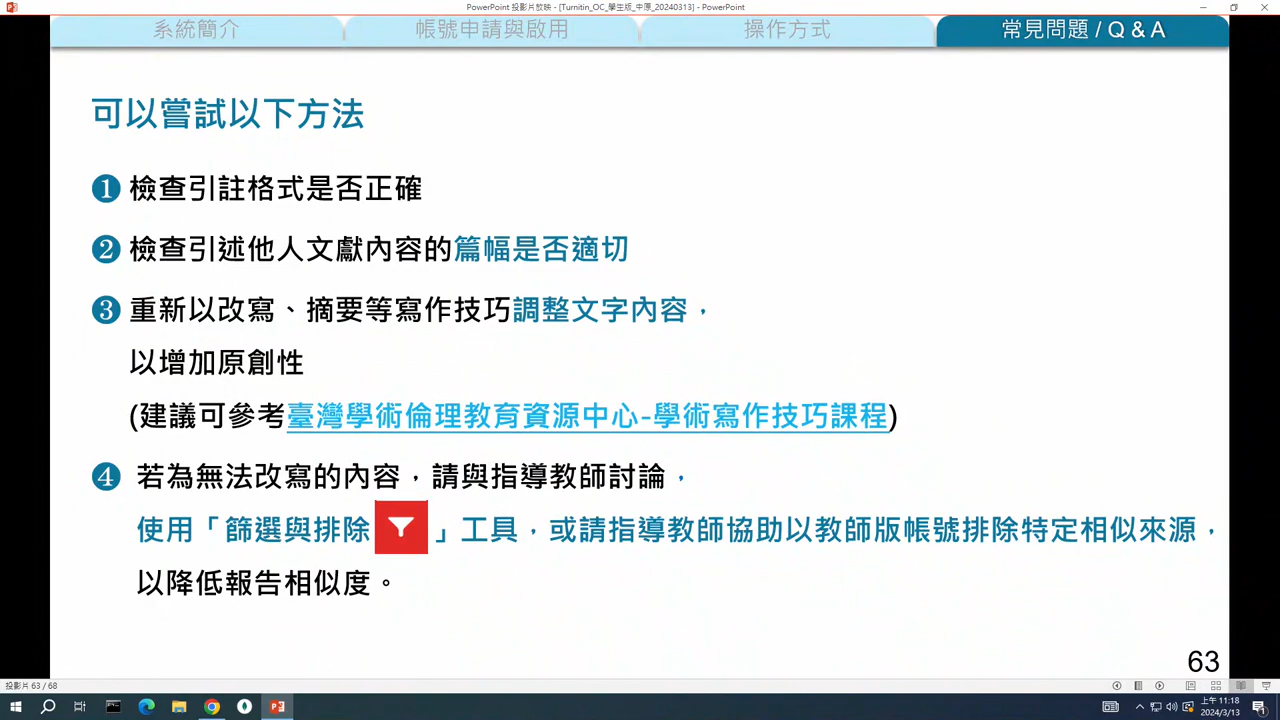 PowerPoint 投影片放映 - [Turnitin_OC_學生版_中原_20240313] - PowerPoint
系統簡介
帳號申請與啟用
操作方式
常見問題 / Q & A
可以嘗試以下方法
❶ 檢查引註格式是否正確
❷ 檢查引述他人文獻內容的篇幅是否適切
❸ 重新以改寫、摘要等寫作技巧調整文字內容，
以增加原創性
(建議可參考臺灣學術倫理教育資源中心-學術寫作技巧課程)
❹ 若為無法改寫的內容，請與指導教師討論，
使用「篩選與排除」工具，或請指導教師協助以教師版帳號排除特定相似來源，
以降低報告相似度。
63
投影片 63 / 68
上午 11:18
2024/3/13